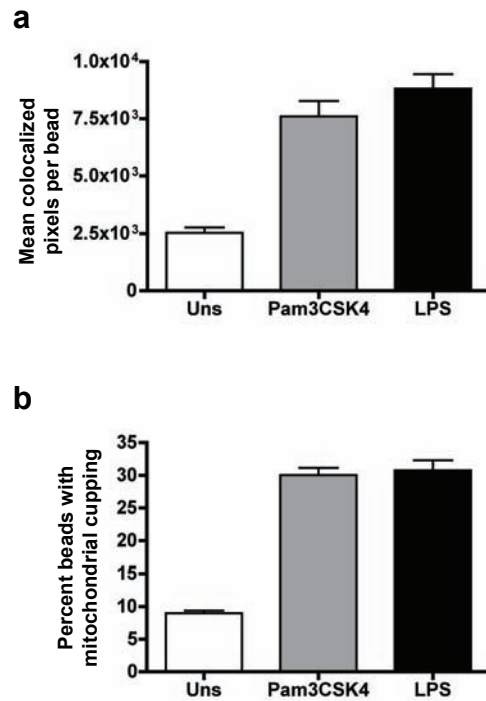 a
Mean colocalized
pixels per bead
1.0x10⁴
7.5x10³
5.0x10³
2.5x10³
0
Uns Pam3CSK4 LPS
b
Percent beads with
mitochondrial cupping
35
30
25
20
15
10
5
0
Uns Pam3CSK4 LPS